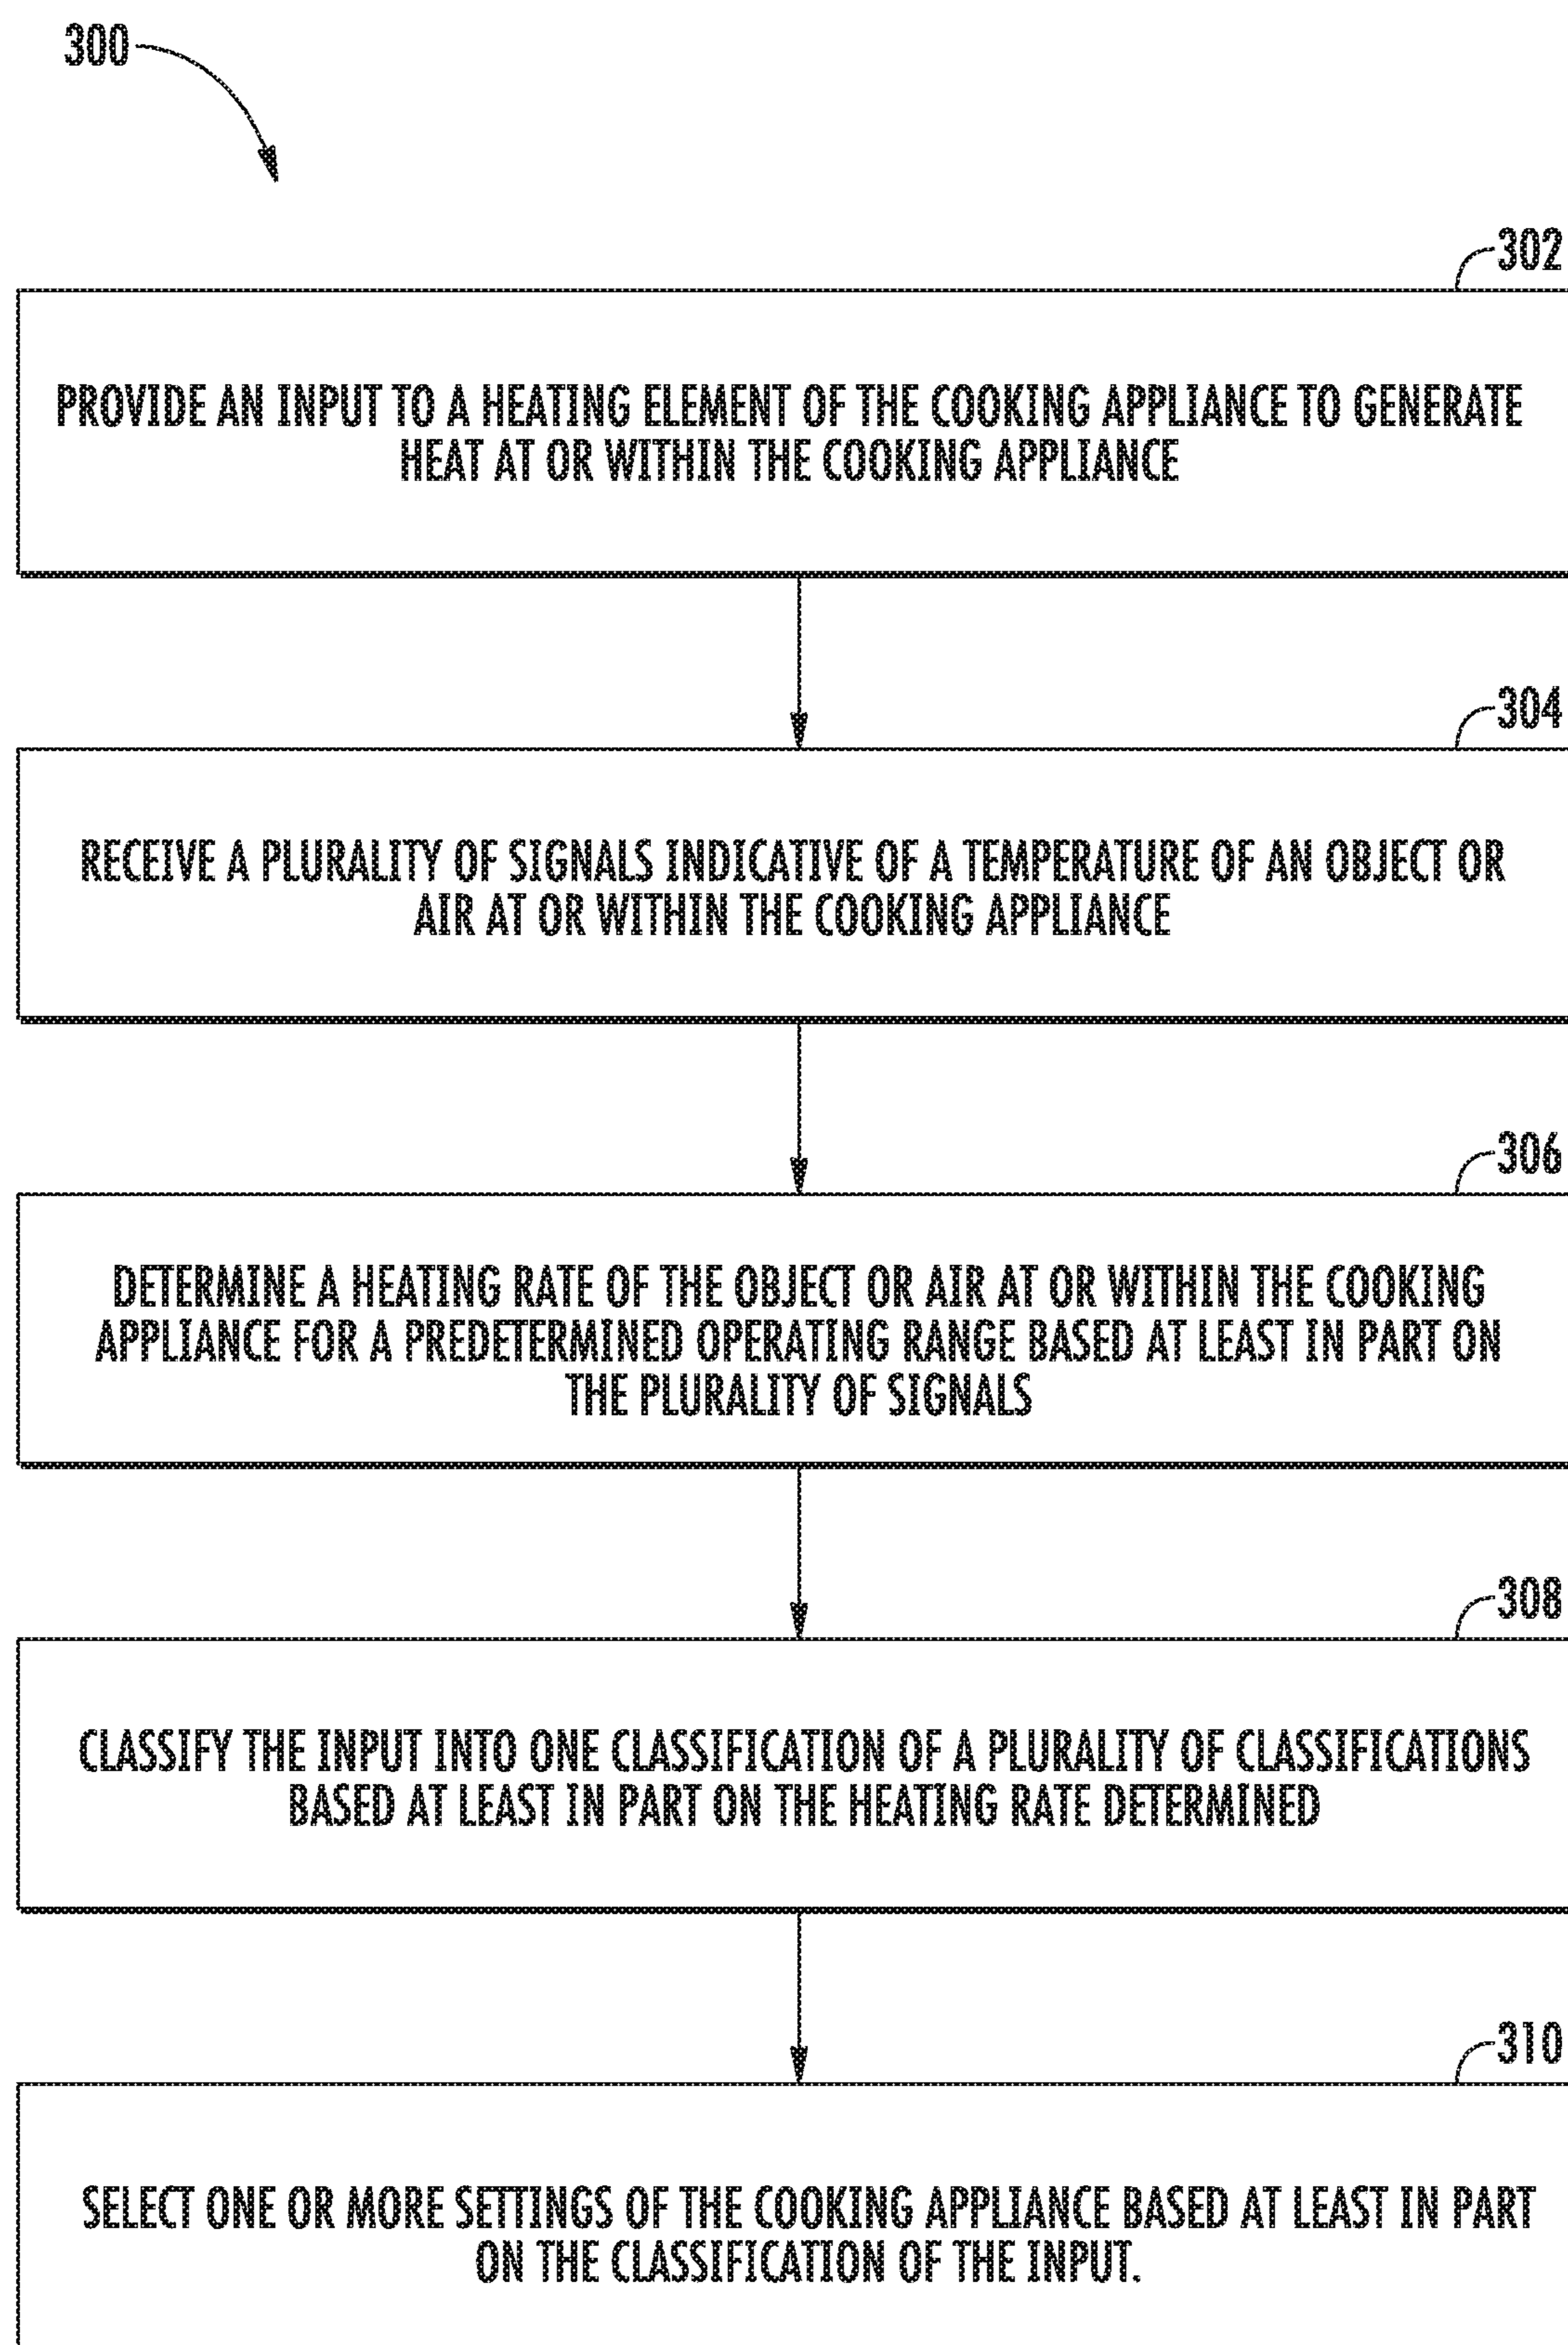 300
302
PROVIDE AN INPUT TO A HEATING ELEMENT OF THE COOKING APPLIANCE TO GENERATE
HEAT AT OR WITHIN THE COOKING APPLIANCE
304
RECEIVE A PLURALITY OF SIGNALS INDICATIVE OF A TEMPERATURE OF AN OBJECT OR
AIR AT OR WITHIN THE COOKING APPLIANCE
306
DETERMINE A HEATING RATE OF THE OBJECT OR AIR AT OR WITHIN THE COOKING
APPLIANCE FOR A PREDETERMINED OPERATING RANGE BASED AT LEAST IN PART ON
THE PLURALITY OF SIGNALS
308
CLASSIFY THE INPUT INTO ONE CLASSIFICATION OF A PLURALITY OF CLASSIFICATIONS
BASED AT LEAST IN PART ON THE HEATING RATE DETERMINED
310
SELECT ONE OR MORE SETTINGS OF THE COOKING APPLIANCE BASED AT LEAST IN PART
ON THE CLASSIFICATION OF THE INPUT.